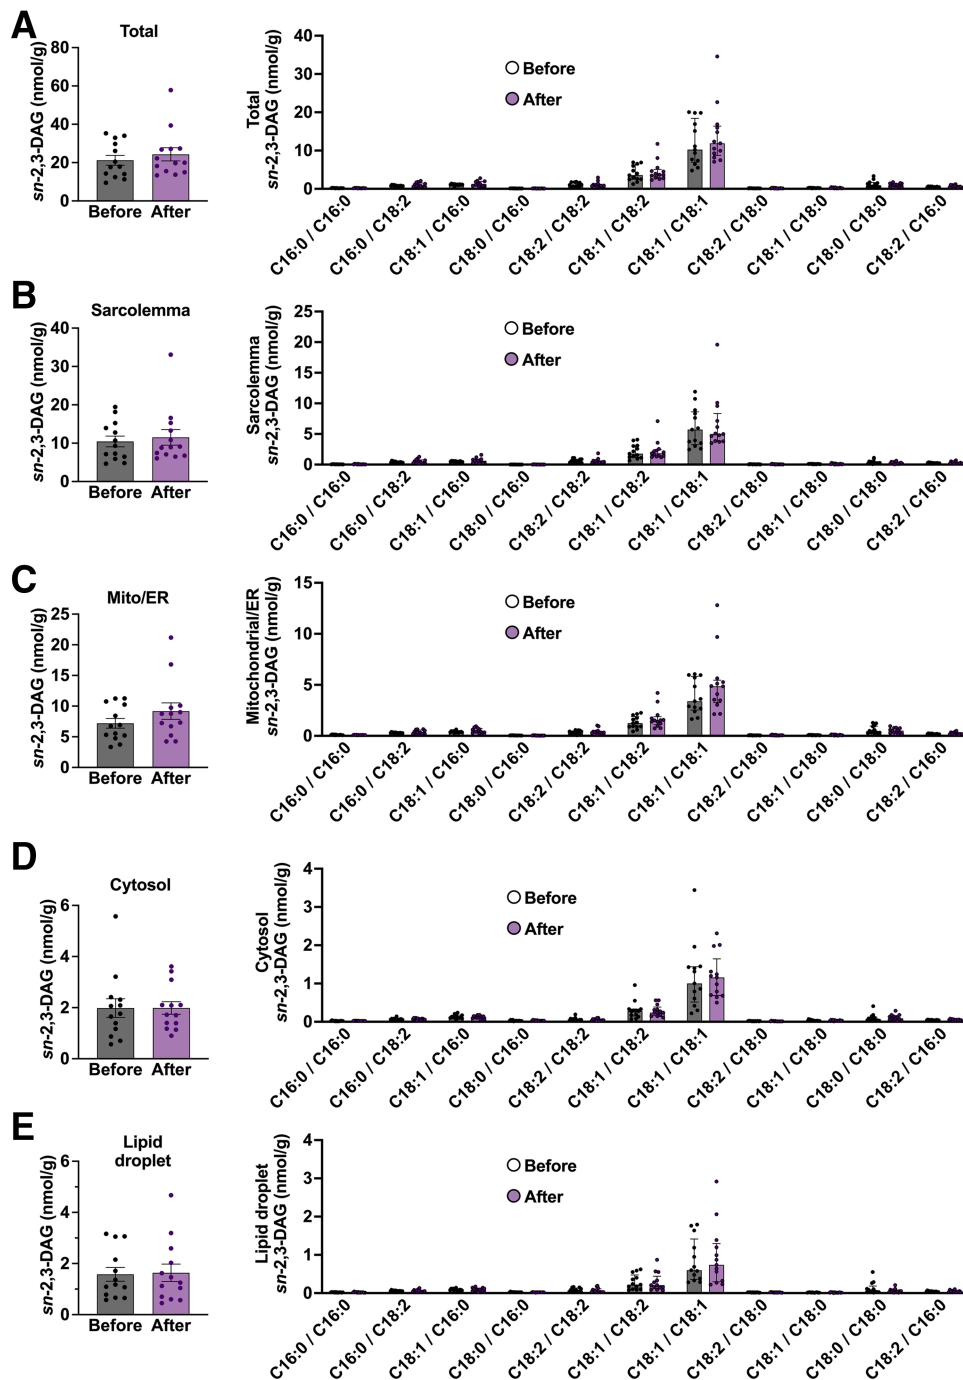 A
Total
sn-2,3-DAG (nmol/g)
80
60
40
20
0
Before After
Total
sn-2,3-DAG (nmol/g)
40
30
20
10
0
Before
After
C16:0 / C16:0
C16:0 / C18:2
C18:1 / C16:0
C18:0 / C16:0
C18:2 / C18:2
C18:1 / C18:2
C18:1 / C18:1
C18:2 / C18:0
C18:1 / C18:0
C18:0 / C18:0
C18:2 / C16:0
B
Sarcolemma
sn-2,3-DAG (nmol/g)
40
30
20
10
0
Before After
Sarcolemma
sn-2,3-DAG (nmol/g)
25
20
15
10
5
0
Before
After
C16:0 / C16:0
C16:0 / C18:2
C18:1 / C16:0
C18:0 / C16:0
C18:2 / C18:2
C18:1 / C18:2
C18:1 / C18:1
C18:2 / C18:0
C18:1 / C18:0
C18:0 / C18:0
C18:2 / C16:0
C
Mito/ER
sn-2,3-DAG (nmol/g)
25
20
15
10
5
0
Before After
Mitochondrial/ER
sn-2,3-DAG (nmol/g)
15
10
5
0
Before
After
C16:0 / C16:0
C16:0 / C18:2
C18:1 / C16:0
C18:0 / C16:0
C18:2 / C18:2
C18:1 / C18:2
C18:1 / C18:1
C18:2 / C18:0
C18:1 / C18:0
C18:0 / C18:0
C18:2 / C16:0
D
Cytosol
sn-2,3-DAG (nmol/g)
6
4
2
0
Before After
Cytosol
sn-2,3-DAG (nmol/g)
4
3
2
1
0
Before
After
C16:0 / C16:0
C16:0 / C18:2
C18:1 / C16:0
C18:0 / C16:0
C18:2 / C18:2
C18:1 / C18:2
C18:1 / C18:1
C18:2 / C18:0
C18:1 / C18:0
C18:0 / C18:0
C18:2 / C16:0
E
Lipid
droplet
sn-2,3-DAG (nmol/g)
6
4
2
0
Before After
Lipid droplet
sn-2,3-DAG (nmol/g)
4
3
2
1
0
Before
After
C16:0 / C16:0
C16:0 / C18:2
C18:1 / C16:0
C18:0 / C16:0
C18:2 / C18:2
C18:1 / C18:2
C18:1 / C18:1
C18:2 / C18:0
C18:1 / C18:0
C18:0 / C18:0
C18:2 / C16:0